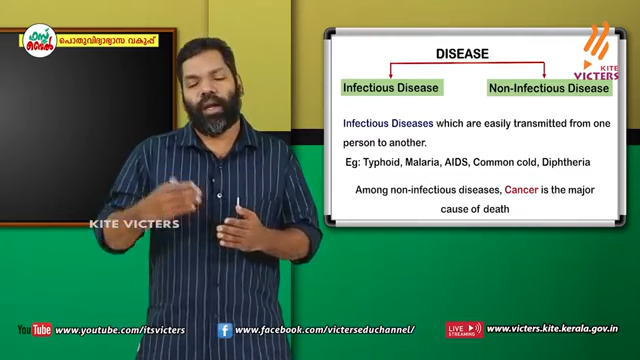 ഫസ്റ്റ് ബെൽ
പൊതുവിദ്യാഭ്യാസ വകുപ്പ്
KITE
VICTERS
DISEASE
Infectious Disease
Non-Infectious Disease
Infectious Diseases which are easily transmitted from one
person to another.
Eg: Typhoid, Malaria, AIDS, Common cold, Diphtheria
Among non-infectious diseases, Cancer is the major
cause of death
KITE VICTERS
YouTube www.youtube.com/itsvicters
f www.facebook.com/victerseduchannel/
LIVE STREAMING www.victers.kite.kerala.gov.in